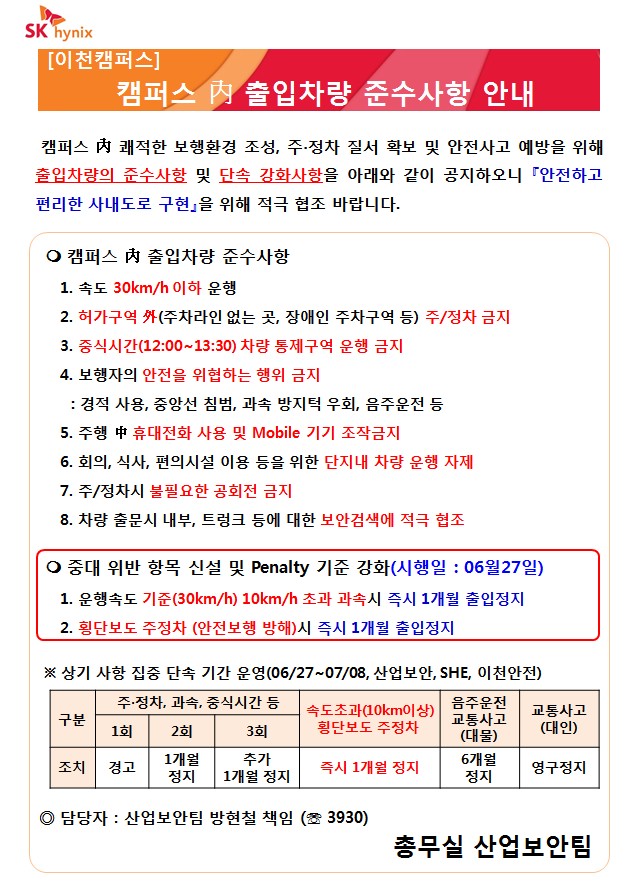 SK hynix
[이천캠퍼스]
캠퍼스 內 출입차량 준수사항 안내
캠퍼스 內 쾌적한 보행환경 조성, 주·정차 질서 확보 및 안전사고 예방을 위해
출입차량의 준수사항 및 단속 강화사항을 아래와 같이 공지하오니 『안전하고
편리한 사내도로 구현』을 위해 적극 협조 바랍니다.
❍ 캠퍼스 內 출입차량 준수사항
1. 속도 30km/h 이하 운행
2. 허가구역 外(주차라인 없는 곳, 장애인 주차구역 등) 주/정차 금지
3. 중식시간(12:00~13:30) 차량 통제구역 운행 금지
4. 보행자의 안전을 위협하는 행위 금지
: 경적 사용, 중앙선 침범, 과속 방지턱 우회, 음주운전 등
5. 주행 中 휴대전화 사용 및 Mobile 기기 조작금지
6. 회의, 식사, 편의시설 이용 등을 위한 단지내 차량 운행 자제
7. 주/정차시 불필요한 공회전 금지
8. 차량 출문시 내부, 트렁크 등에 대한 보안검색에 적극 협조
❍ 중대 위반 항목 신설 및 Penalty 기준 강화(시행일 : 06월27일)
1. 운행속도 기준(30km/h) 10km/h 초과 과속시 즉시 1개월 출입정지
2. 횡단보도 주정차 (안전보행 방해)시 즉시 1개월 출입정지
※ 상기 사항 집중 단속 기간 운영(06/27~07/08, 산업보안, SHE, 이천안전)
구분 주·정차, 과속, 중식시간 등 속도초과(10km이상) 횡단보도 주정차 음주운전 교통사고 (대물) 교통사고 (대인)
1회 2회 3회
조치 경고 1개월 정지 추가 1개월 정지 즉시 1개월 정지 6개월 정지 영구정지
◎ 담당자 : 산업보안팀 방현철 책임 (☏ 3930)
총무실 산업보안팀